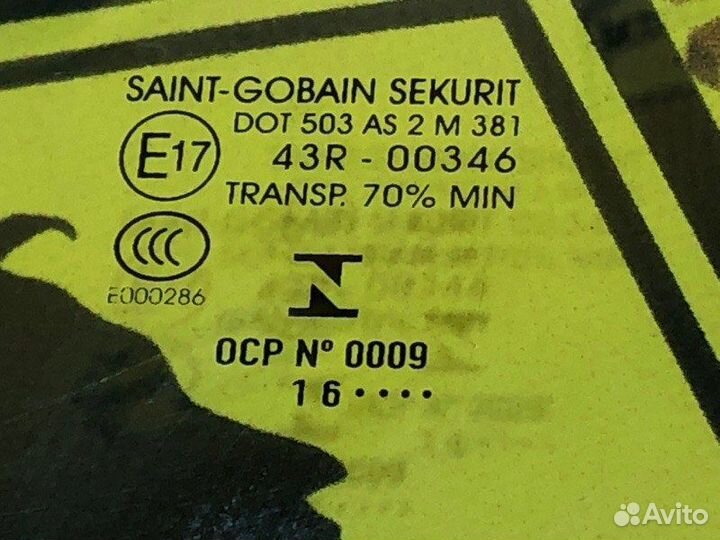 SAINT-GOBAIN SEKURIT
DOT 503 AS 2 M 381
E17 43R - 00346
TRANSP. 70% MIN
CCC
E000286
N
OCP Nº 0009
16····
Avito